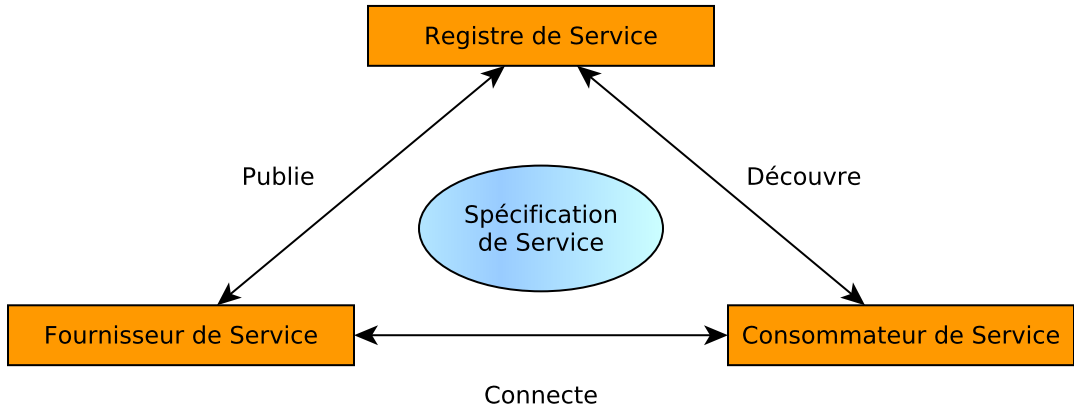 Registre de Service
Publie
Découvre
Spécification
de Service
Fournisseur de Service
Consommateur de Service
Connecte